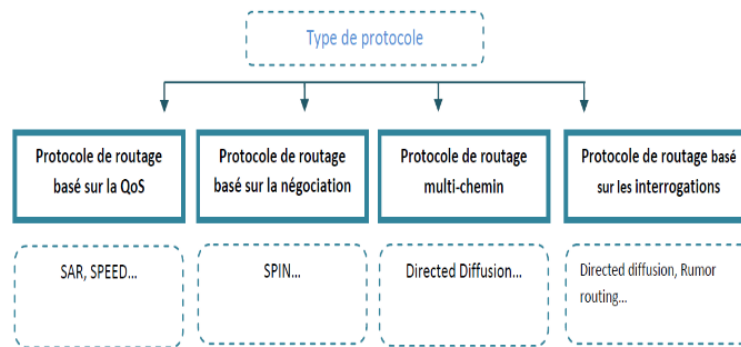 Type de protocole
Protocole de routage
basé sur la QoS
Protocole de routage
basé sur la négociation
Protocole de routage
multi-chemin
Protocole de routage basé
sur les interrogations
SAR, SPEED...
SPIN...
Directed Diffusion...
Directed diffusion, Rumor
routing...